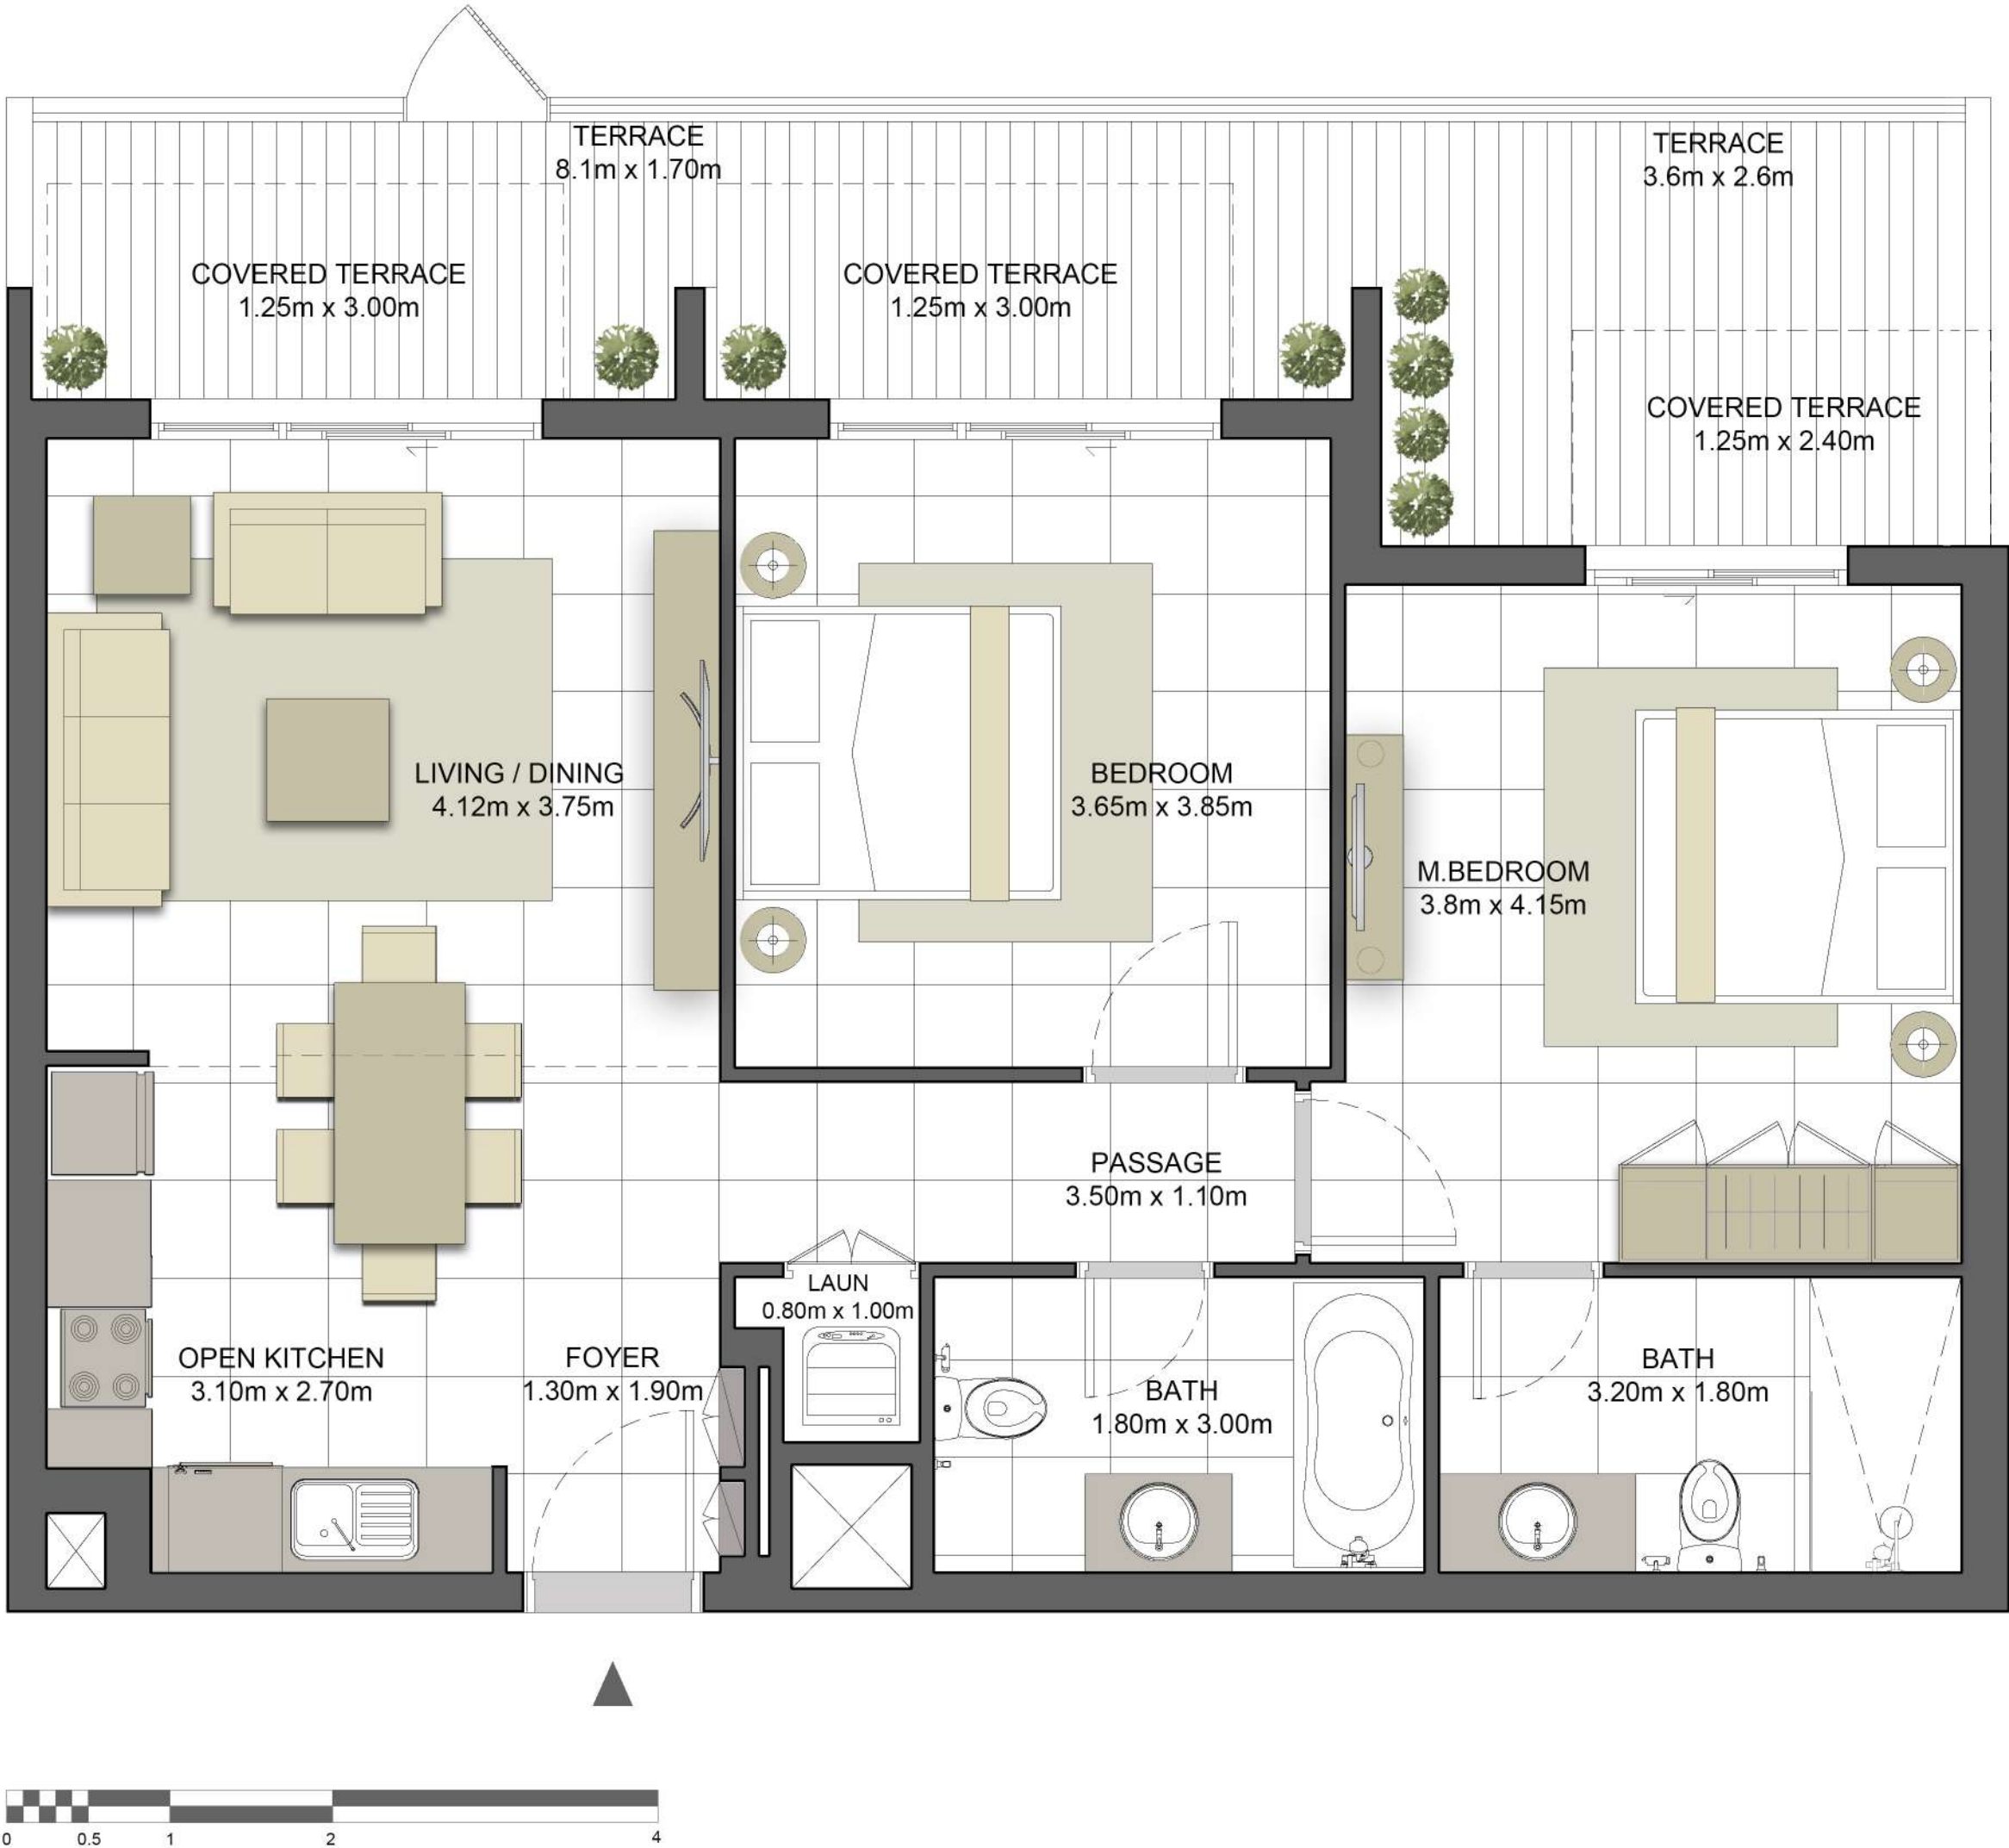 TERRACE
8.1m x 1.70m
TERRACE
3.6m x 2.6m
COVERED TERRACE
1.25m x 3.00m
COVERED TERRACE
1.25m x 3.00m
COVERED TERRACE
1.25m x 2.40m
LIVING / DINING
4.12m x 3.75m
BEDROOM
3.65m x 3.85m
M.BEDROOM
3.8m x 4.15m
PASSAGE
3.50m x 1.10m
LAUN
0.80m x 1.00m
OPEN KITCHEN
3.10m x 2.70m
FOYER
1.30m x 1.90m
BATH
1.80m x 3.00m
BATH
3.20m x 1.80m
0 0.5 1 2 4